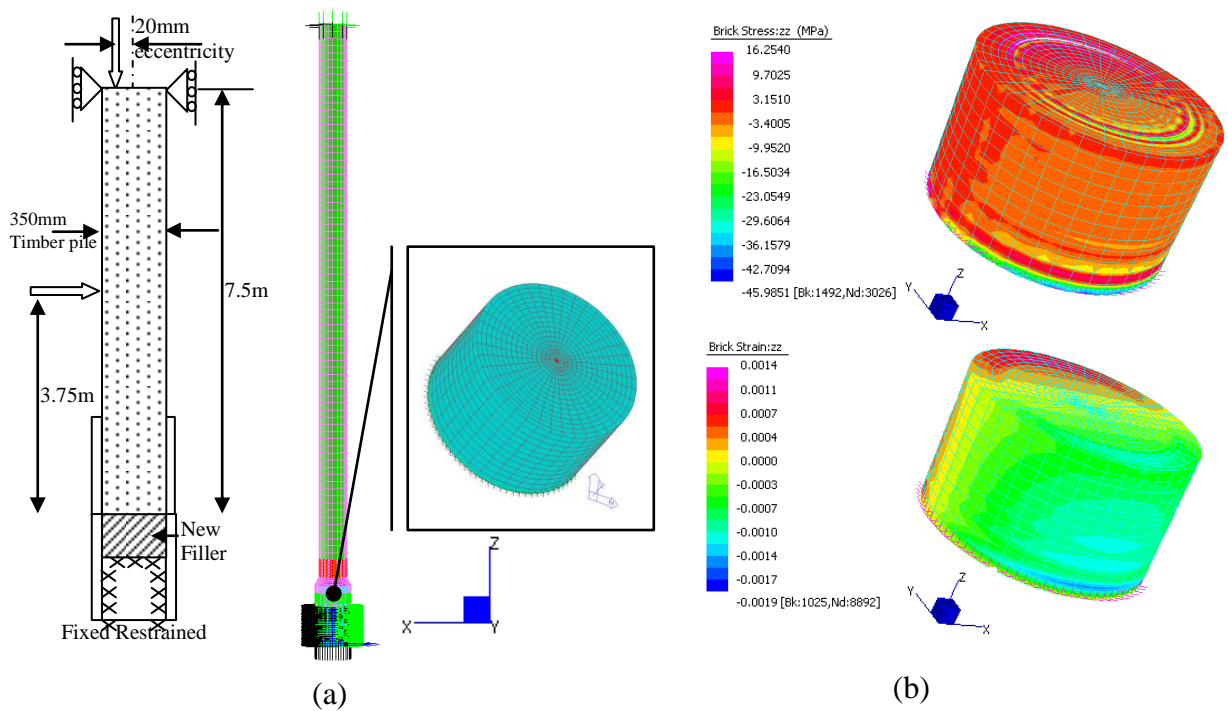 20mm
eccentricity
350mm
Timber pile
7.5m
3.75m
New
Filler
Fixed Restrained
Z
X
Y
(a)
Brick Stress:zz (MPa)
16.2540
9.7025
3.1510
-3.4005
-9.9520
-16.5034
-23.0549
-29.6064
-36.1579
-42.7094
-45.9851 [Bk:1492,Nd:3026]
Z
Y
X
Brick Strain:zz
0.0014
0.0011
0.0007
0.0004
0.0000
-0.0003
-0.0007
-0.0010
-0.0014
-0.0017
-0.0019 [Bk:1025,Nd:8892]
Z
Y
X
(b)